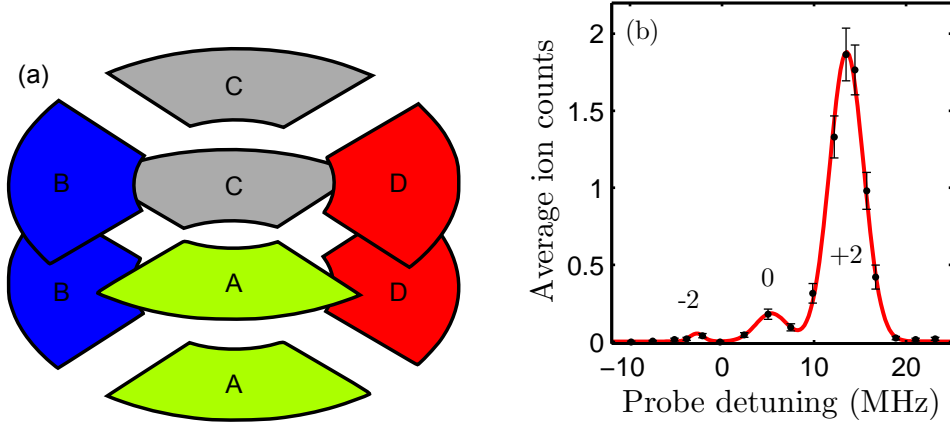 (a)
C
C
B
D
B
A
D
A
(b)
Average ion counts
2
1.5
1
0.5
0
-2
0
+2
−10
0
10
20
Probe detuning (MHz)